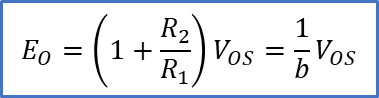 E_O = (1 + R_2/R_1) V_OS = 1/b V_OS